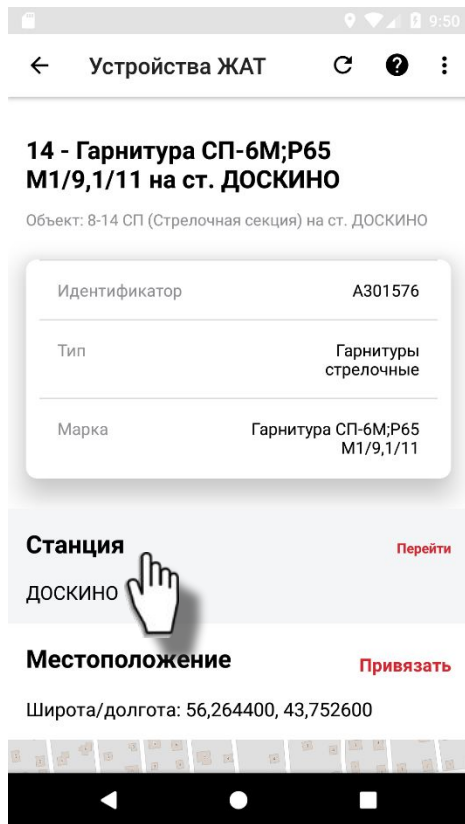 9:50
Устройства ЖАТ
14 - Гарнитура СП-6М;Р65
М1/9,1/11 на ст. ДОСКИНО
Объект: 8-14 СП (Стрелочная секция) на ст. ДОСКИНО
Идентификатор A301576
Тип Гарнитуры
стрелочные
Марка Гарнитура СП-6М;Р65
М1/9,1/11
Станция Перейти
ДОСКИНО
Местоположение Привязать
Широта/долгота: 56,264400, 43,752600